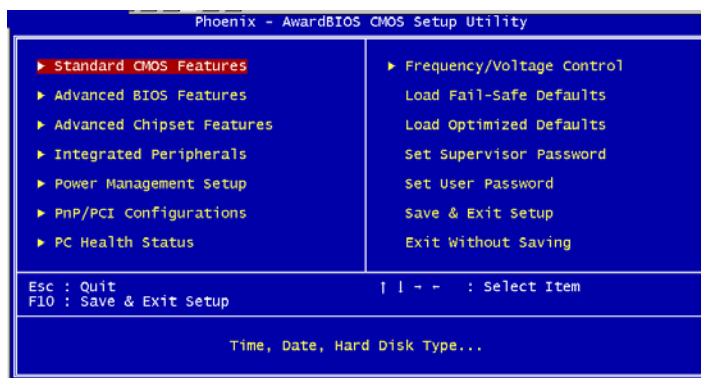 Phoenix - AwardBIOS CMOS Setup Utility
▶ Standard CMOS Features
▶ Advanced BIOS Features
▶ Advanced Chipset Features
▶ Integrated Peripherals
▶ Power Management Setup
▶ PnP/PCI Configurations
▶ PC Health Status
▶ Frequency/Voltage Control
Load Fail-Safe Defaults
Load Optimized Defaults
Set Supervisor Password
Set User Password
Save & Exit Setup
Exit Without Saving
Esc : Quit
F10 : Save & Exit Setup
↑ ↓ → ← : Select Item
Time, Date, Hard Disk Type...